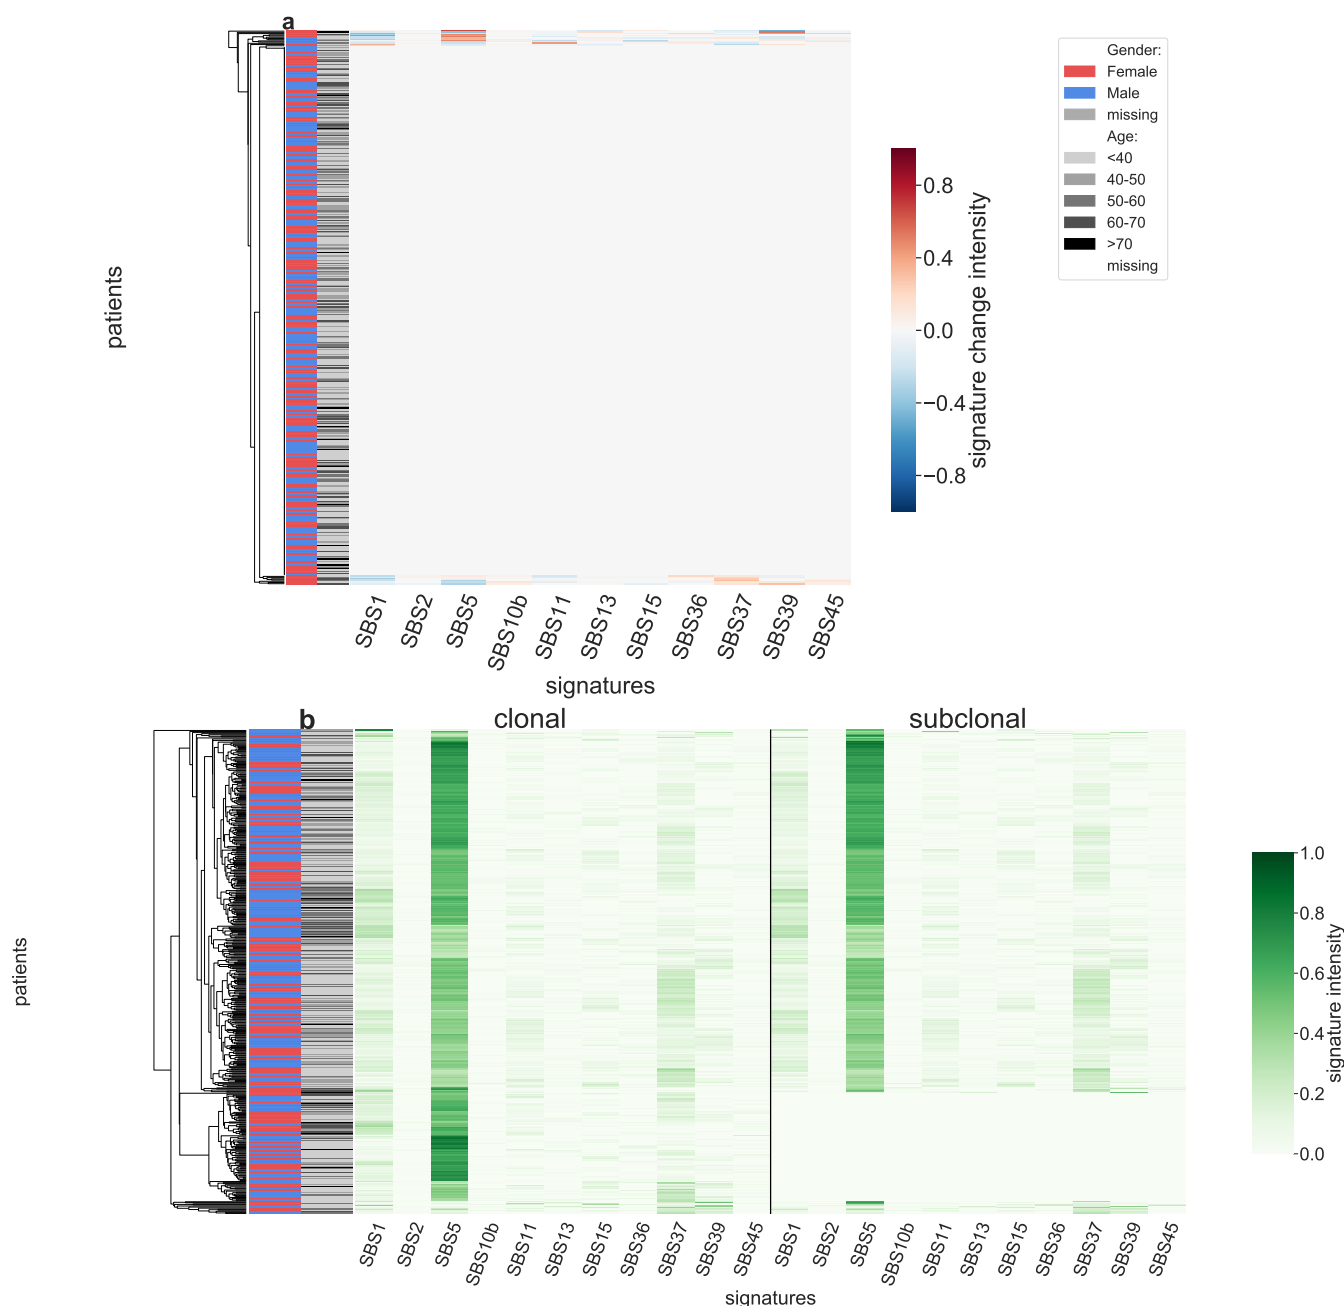 a
patients
SBS1
SBS2
SBS5
SBS10b
SBS11
SBS13
SBS15
SBS36
SBS37
SBS39
SBS45
signatures
0.8
0.4
0.0
−0.4
−0.8
signature change intensity
Gender:
Female
Male
missing
Age:
<40
40-50
50-60
60-70
>70
missing
b
clonal
subclonal
patients
SBS1
SBS2
SBS5
SBS10b
SBS11
SBS13
SBS15
SBS36
SBS37
SBS39
SBS45
SBS1
SBS2
SBS5
SBS10b
SBS11
SBS13
SBS15
SBS36
SBS37
SBS39
SBS45
signatures
1.0
0.8
0.6
0.4
0.2
0.0
signature intensity